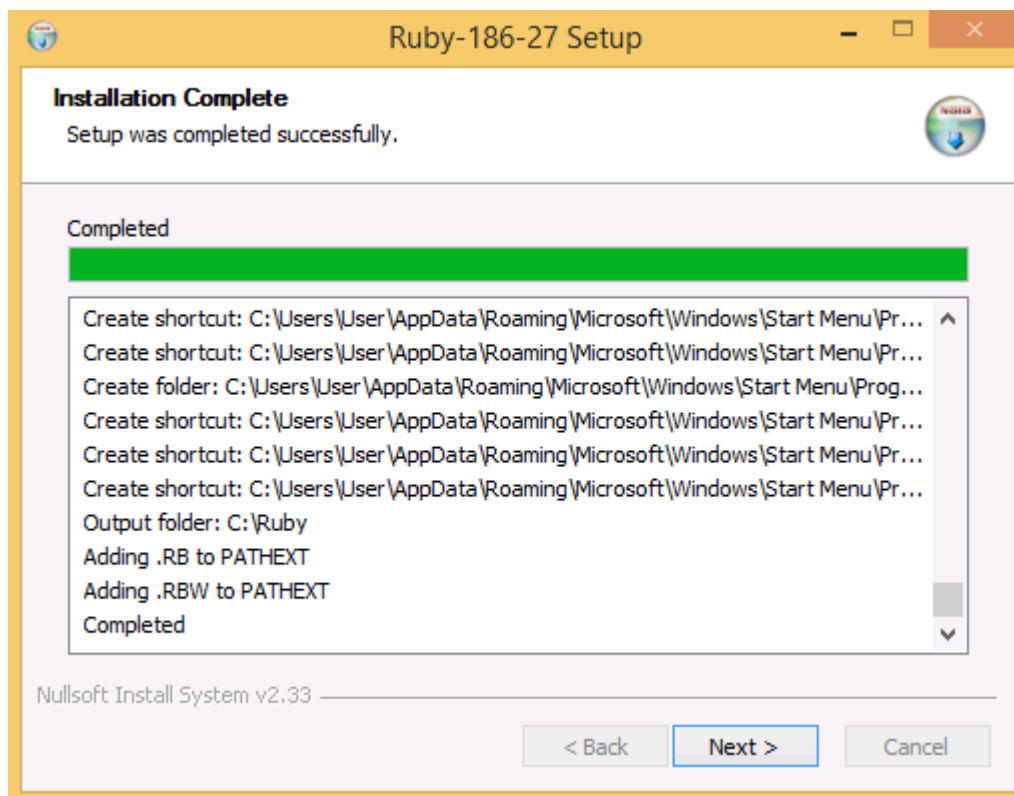 Ruby-186-27 Setup
Installation Complete
Setup was completed successfully.
Completed
Create shortcut: C:\Users\User\AppData\Roaming\Microsoft\Windows\Start Menu\Pr...
Create shortcut: C:\Users\User\AppData\Roaming\Microsoft\Windows\Start Menu\Pr...
Create folder: C:\Users\User\AppData\Roaming\Microsoft\Windows\Start Menu\Prog...
Create shortcut: C:\Users\User\AppData\Roaming\Microsoft\Windows\Start Menu\Pr...
Create shortcut: C:\Users\User\AppData\Roaming\Microsoft\Windows\Start Menu\Pr...
Create shortcut: C:\Users\User\AppData\Roaming\Microsoft\Windows\Start Menu\Pr...
Output folder: C:\Ruby
Adding .RB to PATHEXT
Adding .RBW to PATHEXT
Completed
Nullsoft Install System v2.33
< Back Next > Cancel